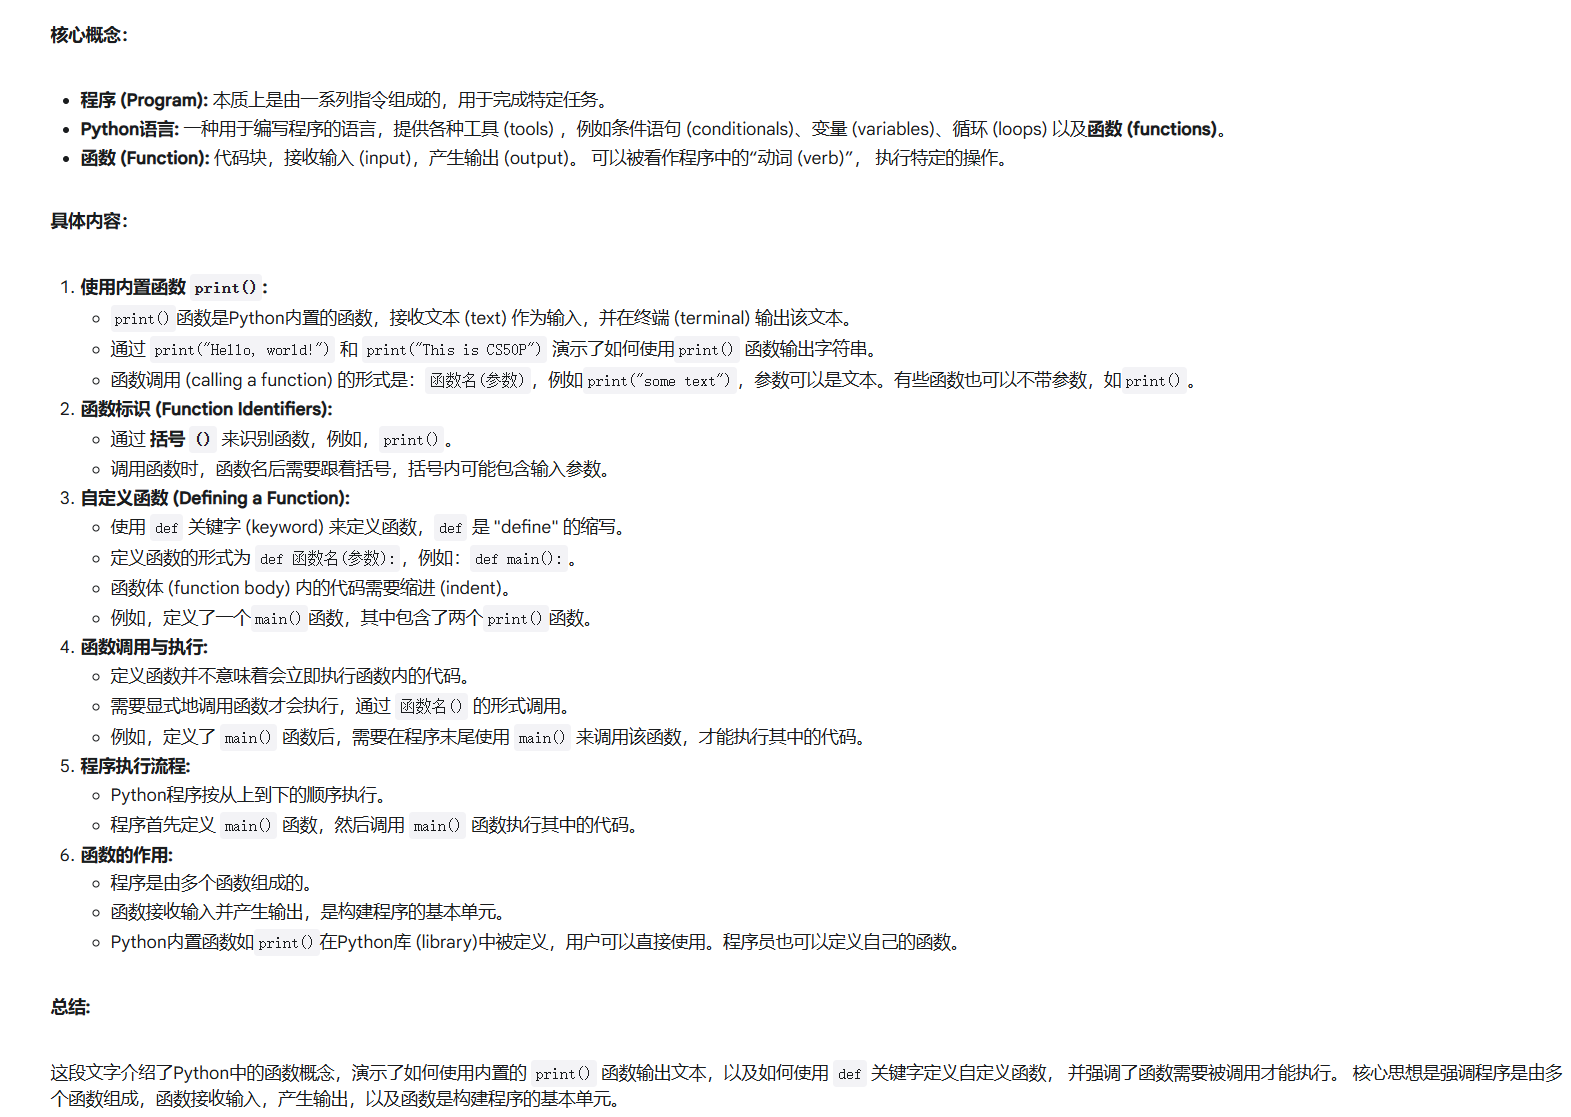 核心概念：
• 程序 (Program): 本质上是由一系列指令组成的，用于完成特定任务。
• Python语言: 一种用于编写程序的语言，提供各种工具 (tools) ，例如条件语句 (conditionals)、变量 (variables)、循环 (loops) 以及函数 (functions)。
• 函数 (Function): 代码块，接收输入 (input)，产生输出 (output)。 可以被看作程序中的“动词 (verb)”， 执行特定的操作。
具体内容：
1. 使用内置函数 print()：
◦ print() 函数是Python内置的函数，接收文本 (text) 作为输入，并在终端 (terminal) 输出该文本。
◦ 通过 print("Hello, world!") 和 print("This is CS50P") 演示了如何使用 print() 函数输出字符串。
◦ 函数调用 (calling a function) 的形式是： 函数名(参数) ，例如 print("some text") ，参数可以是文本。有些函数也可以不带参数，如 print() 。
2. 函数标识 (Function Identifiers):
◦ 通过 括号 () 来识别函数，例如， print() 。
◦ 调用函数时，函数名后需要跟着括号，括号内可能包含输入参数。
3. 自定义函数 (Defining a Function):
◦ 使用 def 关键字 (keyword) 来定义函数， def 是 "define" 的缩写。
◦ 定义函数的形式为 def 函数名(参数): ，例如： def main(): 。
◦ 函数体 (function body) 内的代码需要缩进 (indent)。
◦ 例如，定义了一个 main() 函数，其中包含了两个 print() 函数。
4. 函数调用与执行:
◦ 定义函数并不意味着会立即执行函数内的代码。
◦ 需要显式地调用函数才会执行，通过 函数名() 的形式调用。
◦ 例如，定义了 main() 函数后，需要在程序末尾使用 main() 来调用该函数，才能执行其中的代码。
5. 程序执行流程:
◦ Python程序按从上到下的顺序执行。
◦ 程序首先定义 main() 函数，然后调用 main() 函数执行其中的代码。
6. 函数的作用:
◦ 程序是由多个函数组成的。
◦ 函数接收输入并产生输出，是构建程序的基本单元。
◦ Python内置函数如 print() 在Python库 (library)中被定义，用户可以直接使用。程序员也可以定义自己的函数。
总结:
这段文字介绍了Python中的函数概念，演示了如何使用内置的 print() 函数输出文本，以及如何使用 def 关键字定义自定义函数， 并强调了函数需要被调用才能执行。 核心思想是强调程序是由多
个函数组成，函数接收输入，产生输出，以及函数是构建程序的基本单元。